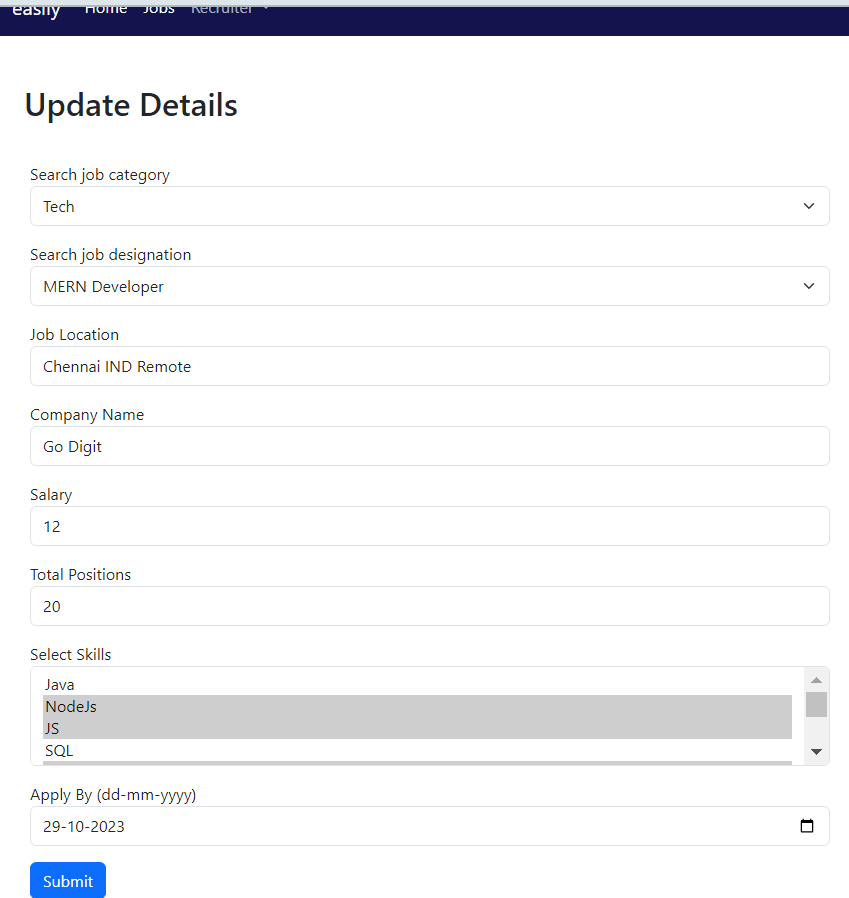 easily Home Jobs Recruiter
Update Details
Search job category
Tech
Search job designation
MERN Developer
Job Location
Chennai IND Remote
Company Name
Go Digit
Salary
12
Total Positions
20
Select Skills
Java
NodeJs
JS
SQL
Apply By (dd-mm-yyyy)
29-10-2023
Submit